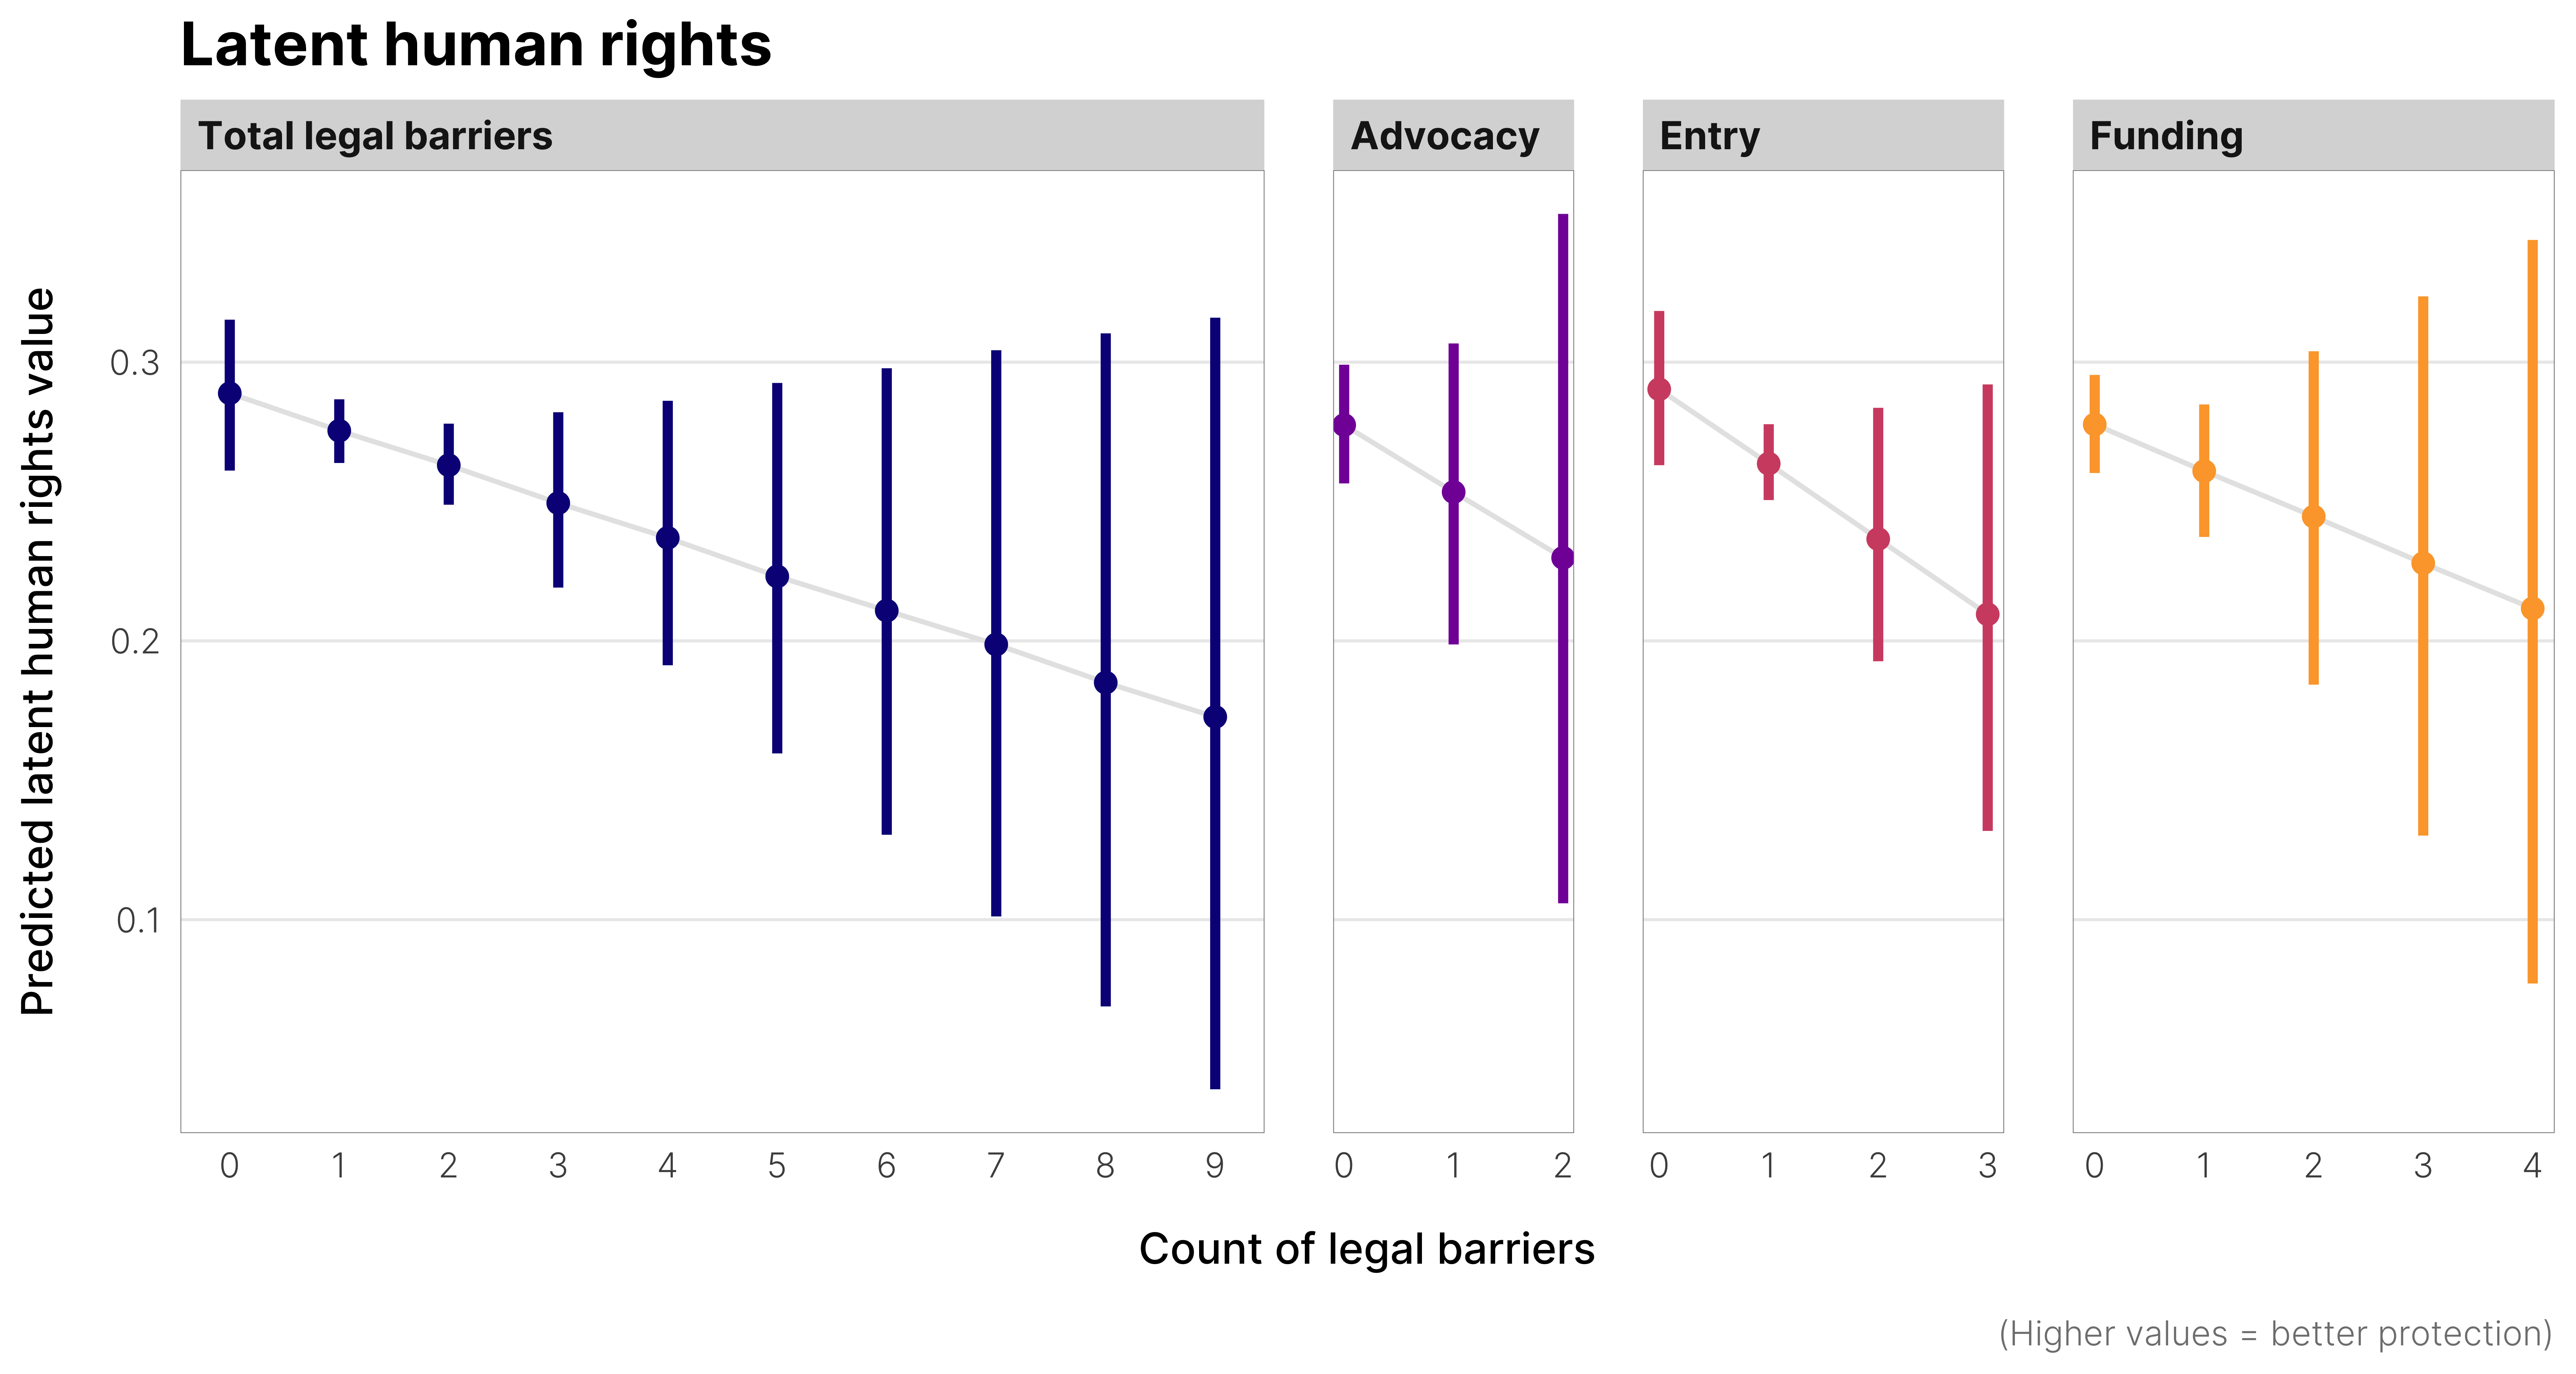 Latent human rights
Total legal barriers
Advocacy
Entry
Funding
Predicted latent human rights value
0.3
0.2
0.1
0 1 2 3 4 5 6 7 8 9
0 1 2
0 1 2 3
0 1 2 3 4
Count of legal barriers
(Higher values = better protection)